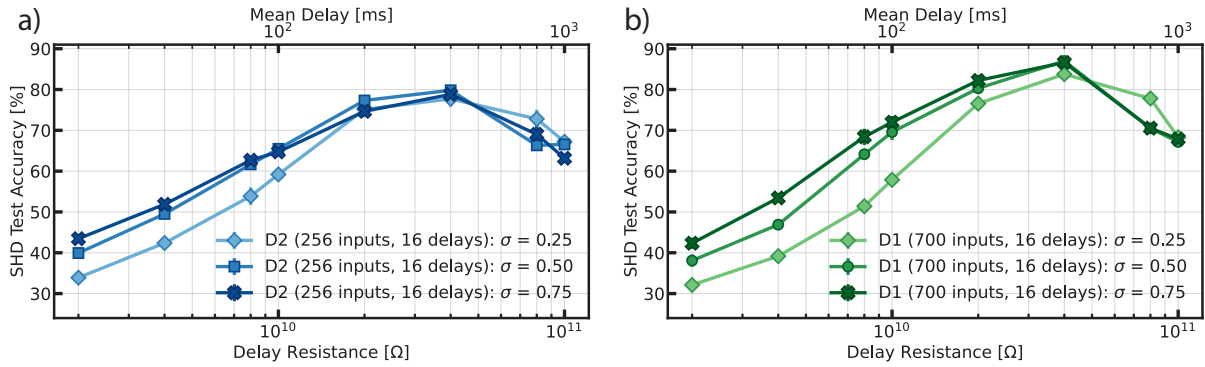 a)
Mean Delay [ms]
10²
10³
SHD Test Accuracy [%]
90
80
70
60
50
40
30
D2 (256 inputs, 16 delays): σ = 0.25
D2 (256 inputs, 16 delays): σ = 0.50
D2 (256 inputs, 16 delays): σ = 0.75
10¹⁰
10¹¹
Delay Resistance [Ω]
b)
Mean Delay [ms]
10²
10³
SHD Test Accuracy [%]
90
80
70
60
50
40
30
D1 (700 inputs, 16 delays): σ = 0.25
D1 (700 inputs, 16 delays): σ = 0.50
D1 (700 inputs, 16 delays): σ = 0.75
10¹⁰
10¹¹
Delay Resistance [Ω]